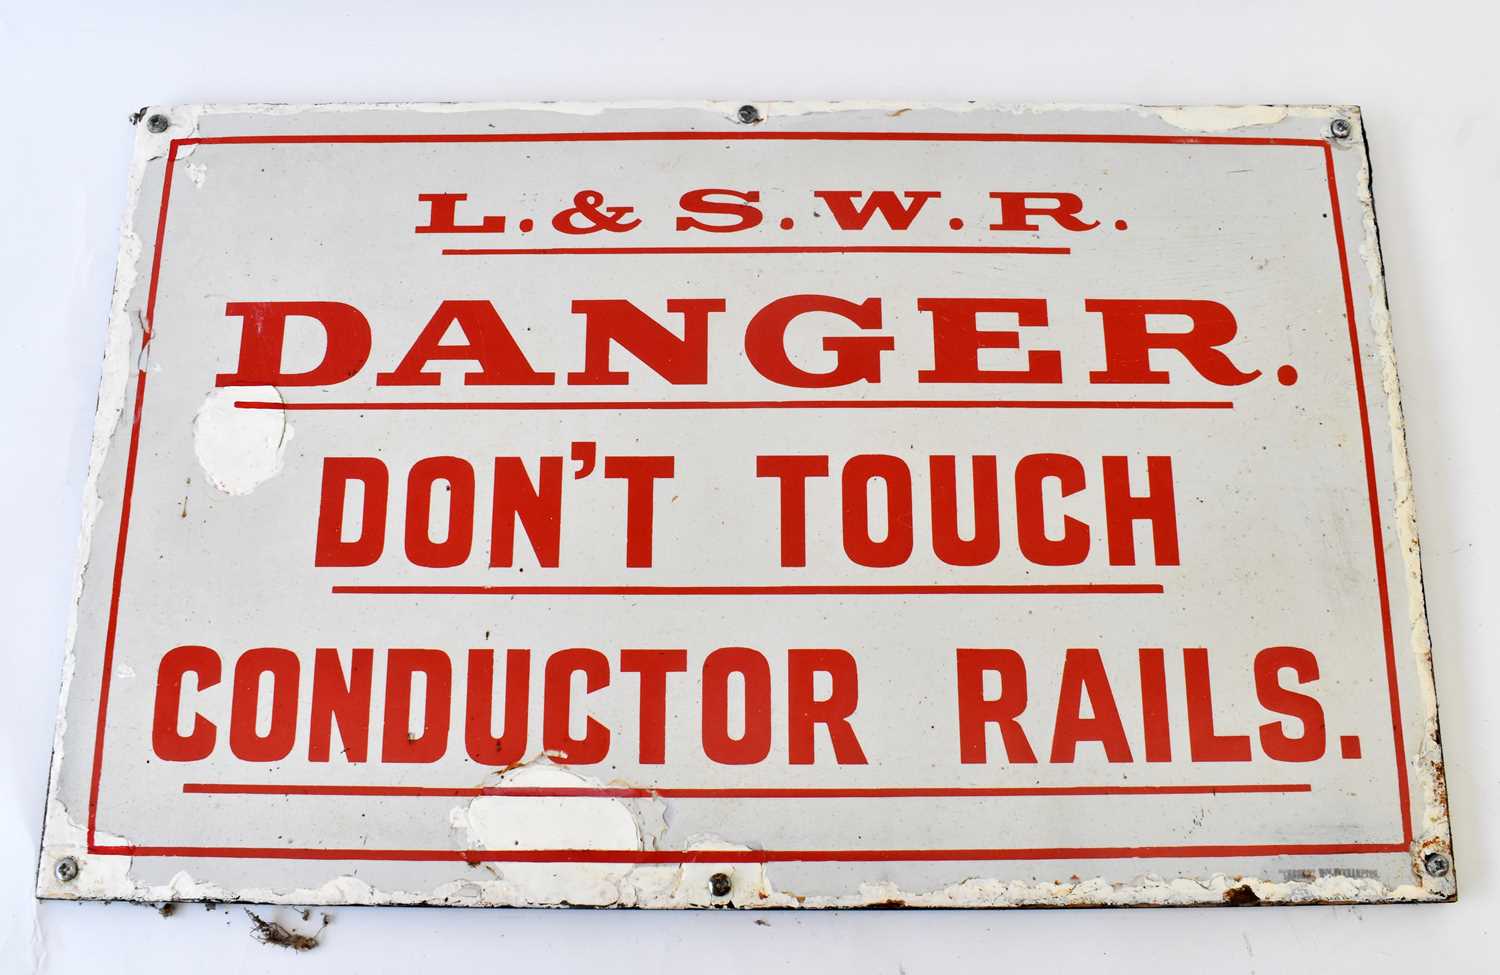 L. & S. W. R.
DANGER.
DON'T TOUCH
CONDUCTOR RAILS.